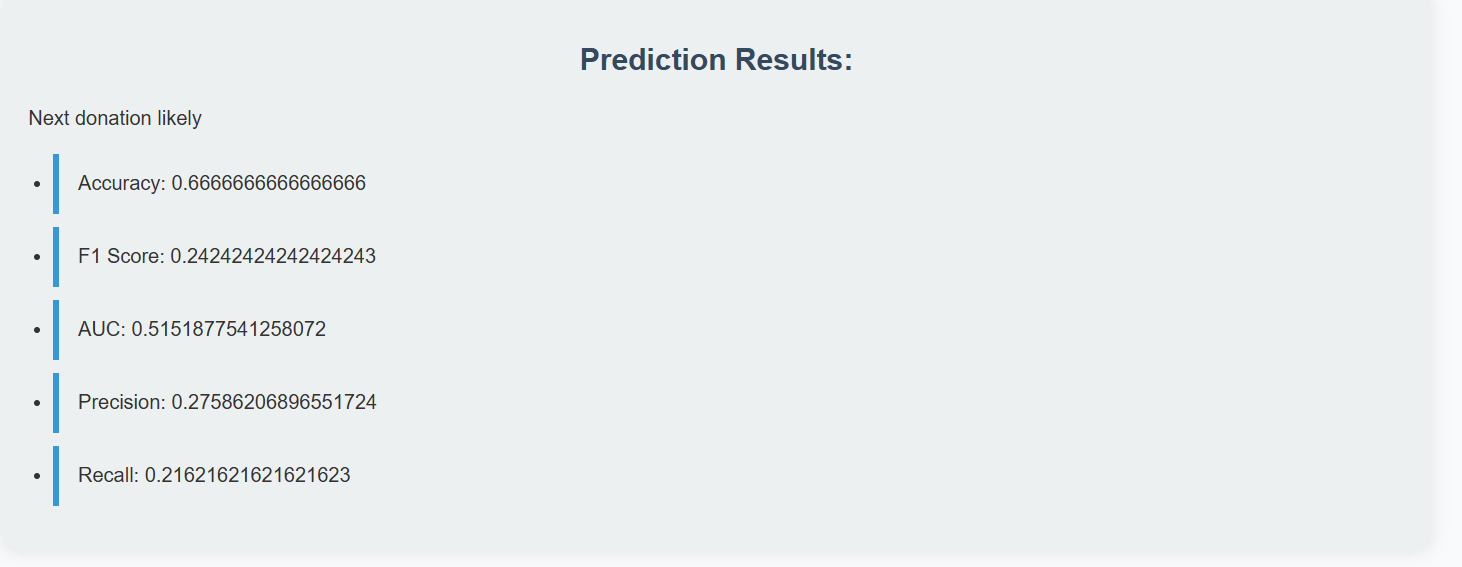 Prediction Results:
Next donation likely
Accuracy: 0.6666666666666666
F1 Score: 0.24242424242424243
AUC: 0.5151877541258072
Precision: 0.27586206896551724
Recall: 0.21621621621621623